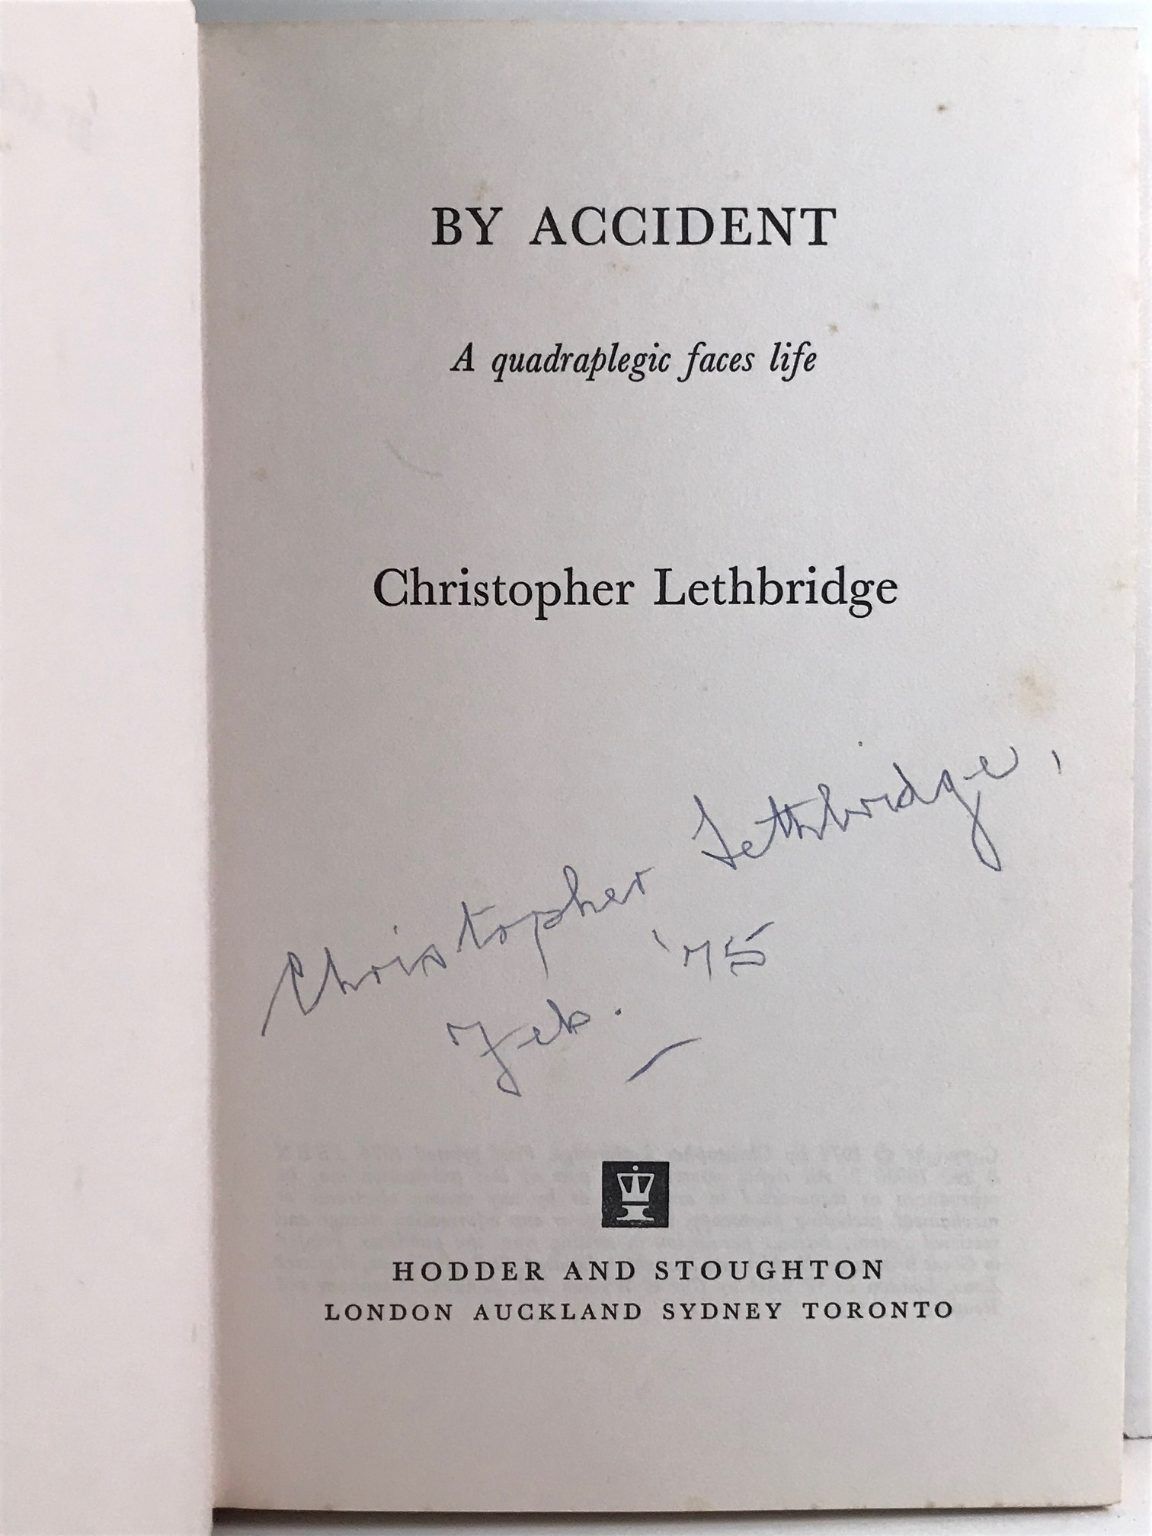 BY ACCIDENT
A quadraplegic faces life
Christopher Lethbridge
Christopher Lethbridge,
Feb. '75
HODDER AND STOUGHTON
LONDON AUCKLAND SYDNEY TORONTO